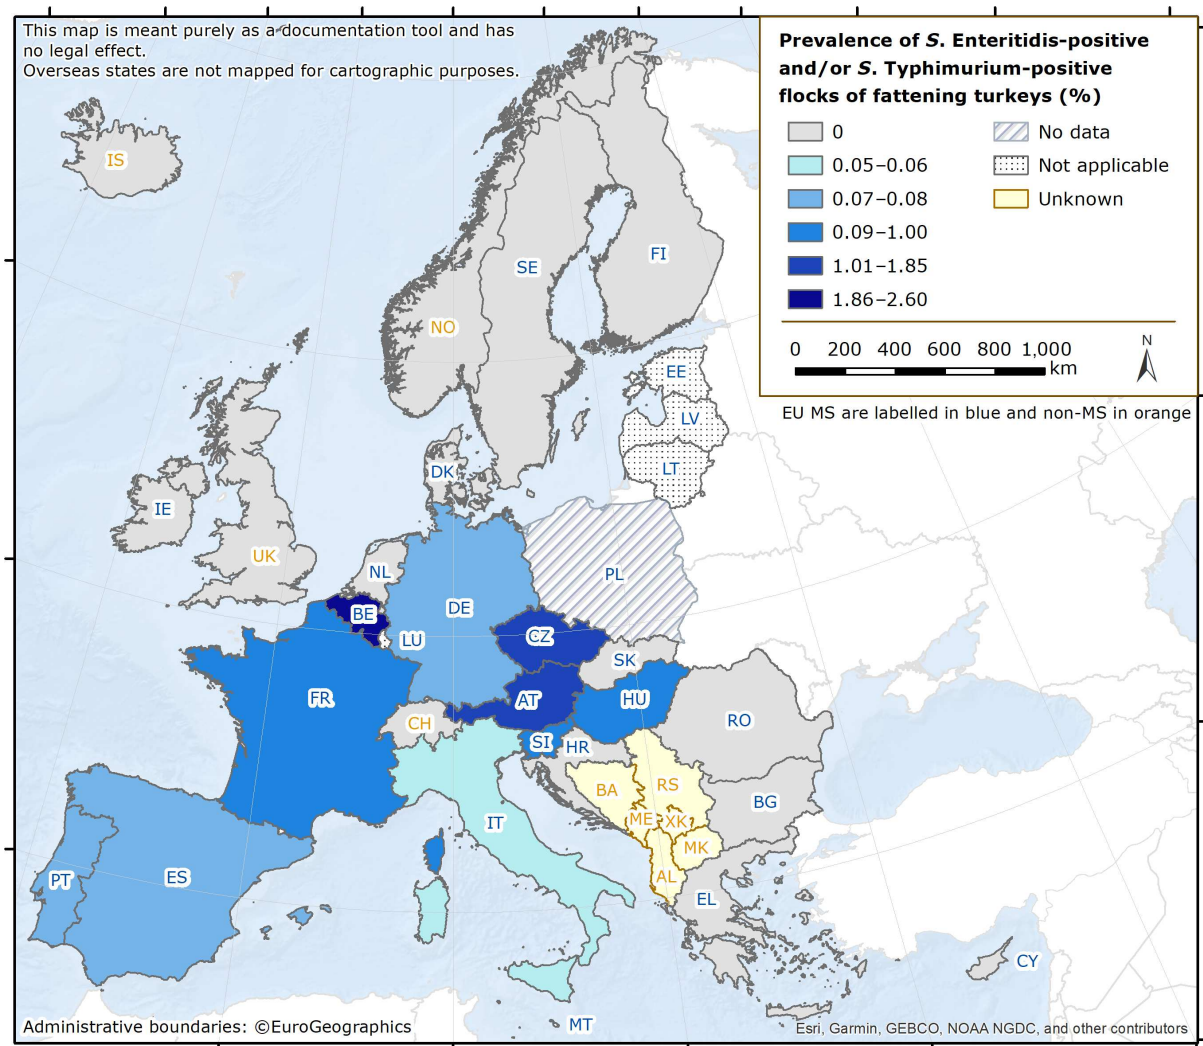 This map is meant purely as a documentation tool and has
no legal effect.
Overseas states are not mapped for cartographic purposes.
Prevalence of S. Enteritidis-positive
and/or S. Typhimurium-positive
flocks of fattening turkeys (%)
0
0.05–0.06
0.07–0.08
0.09–1.00
1.01–1.85
1.86–2.60
No data
Not applicable
Unknown
0 200 400 600 800 1,000
km
N
EU MS are labelled in blue and non-MS in orange
IS
FI
SE
NO
EE
LV
LT
DK
IE
UK
NL
PL
BE
DE
LU
CZ
SK
FR
AT
HU
CH
RO
SI
HR
BA
RS
BG
IT
ME
XK
MK
PT
ES
AL
EL
CY
MT
Administrative boundaries: ©EuroGeographics
Esri, Garmin, GEBCO, NOAA NGDC, and other contributors